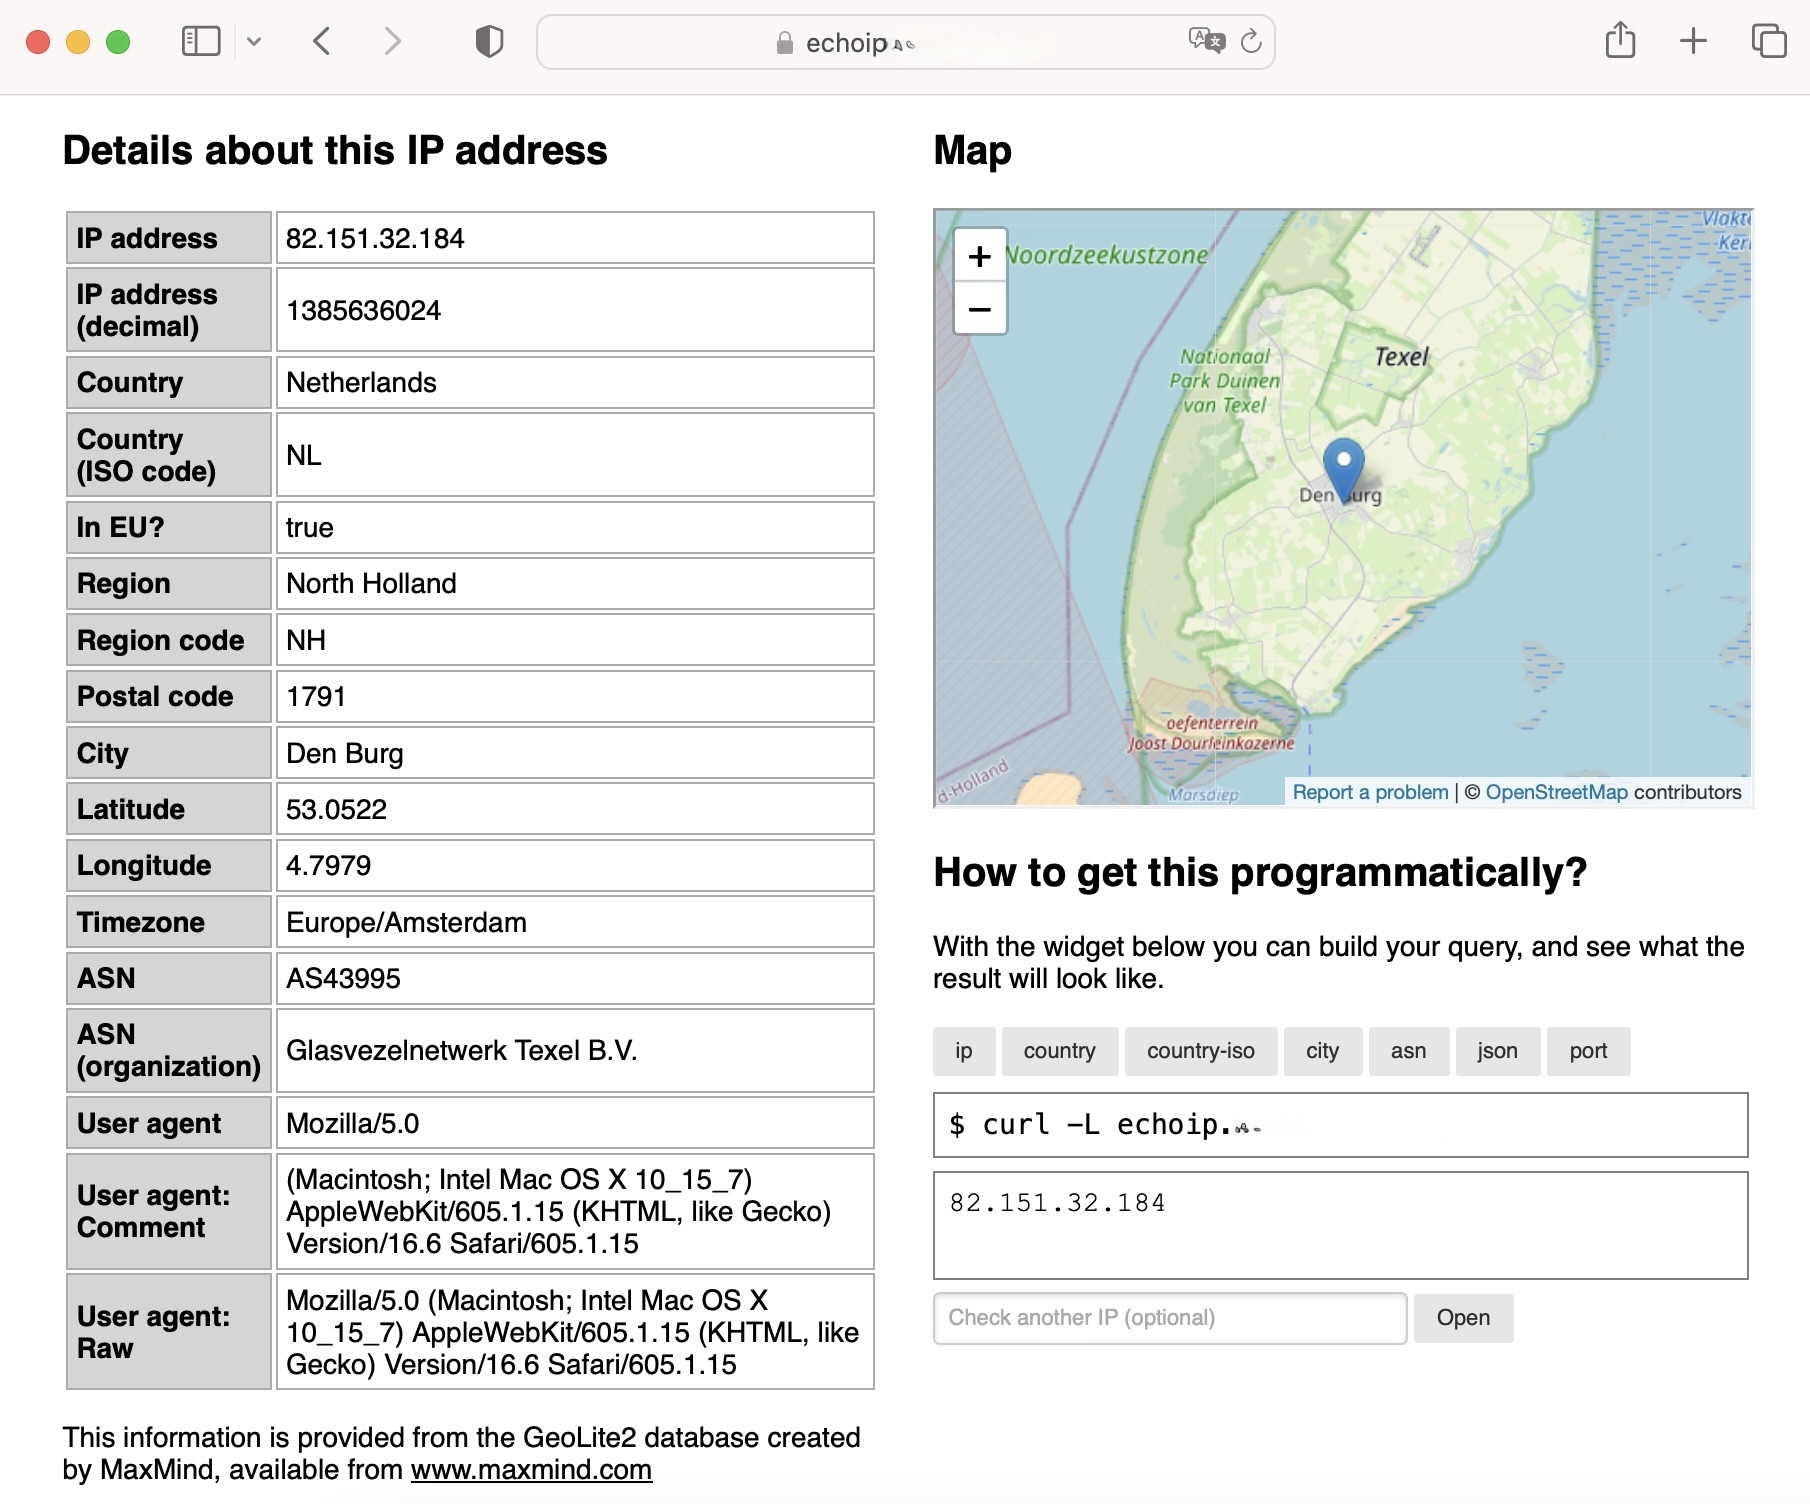 echoip
Details about this IP address
IP address
82.151.32.184
IP address
(decimal)
1385636024
Country
Netherlands
Country
(ISO code)
NL
In EU?
true
Region
North Holland
Region code
NH
Postal code
1791
City
Den Burg
Latitude
53.0522
Longitude
4.7979
Timezone
Europe/Amsterdam
ASN
AS43995
ASN
(organization)
Glasvezelnetwerk Texel B.V.
User agent
Mozilla/5.0
User agent:
Comment
(Macintosh; Intel Mac OS X 10_15_7)
AppleWebKit/605.1.15 (KHTML, like Gecko)
Version/16.6 Safari/605.1.15
User agent:
Raw
Mozilla/5.0 (Macintosh; Intel Mac OS X
10_15_7) AppleWebKit/605.1.15 (KHTML, like
Gecko) Version/16.6 Safari/605.1.15
This information is provided from the GeoLite2 database created
by MaxMind, available from www.maxmind.com
Map
+
−
Noordzeekustzone
Nationaal
Park Duinen
van Texel
Texel
Den Burg
oefenterrein
Joost Dourleinkazerne
d-Holland
Marsdiep
Report a problem | © OpenStreetMap contributors
How to get this programmatically?
With the widget below you can build your query, and see what the
result will look like.
ip country country-iso city asn json port
$ curl -L echoip.
82.151.32.184
Check another IP (optional) Open